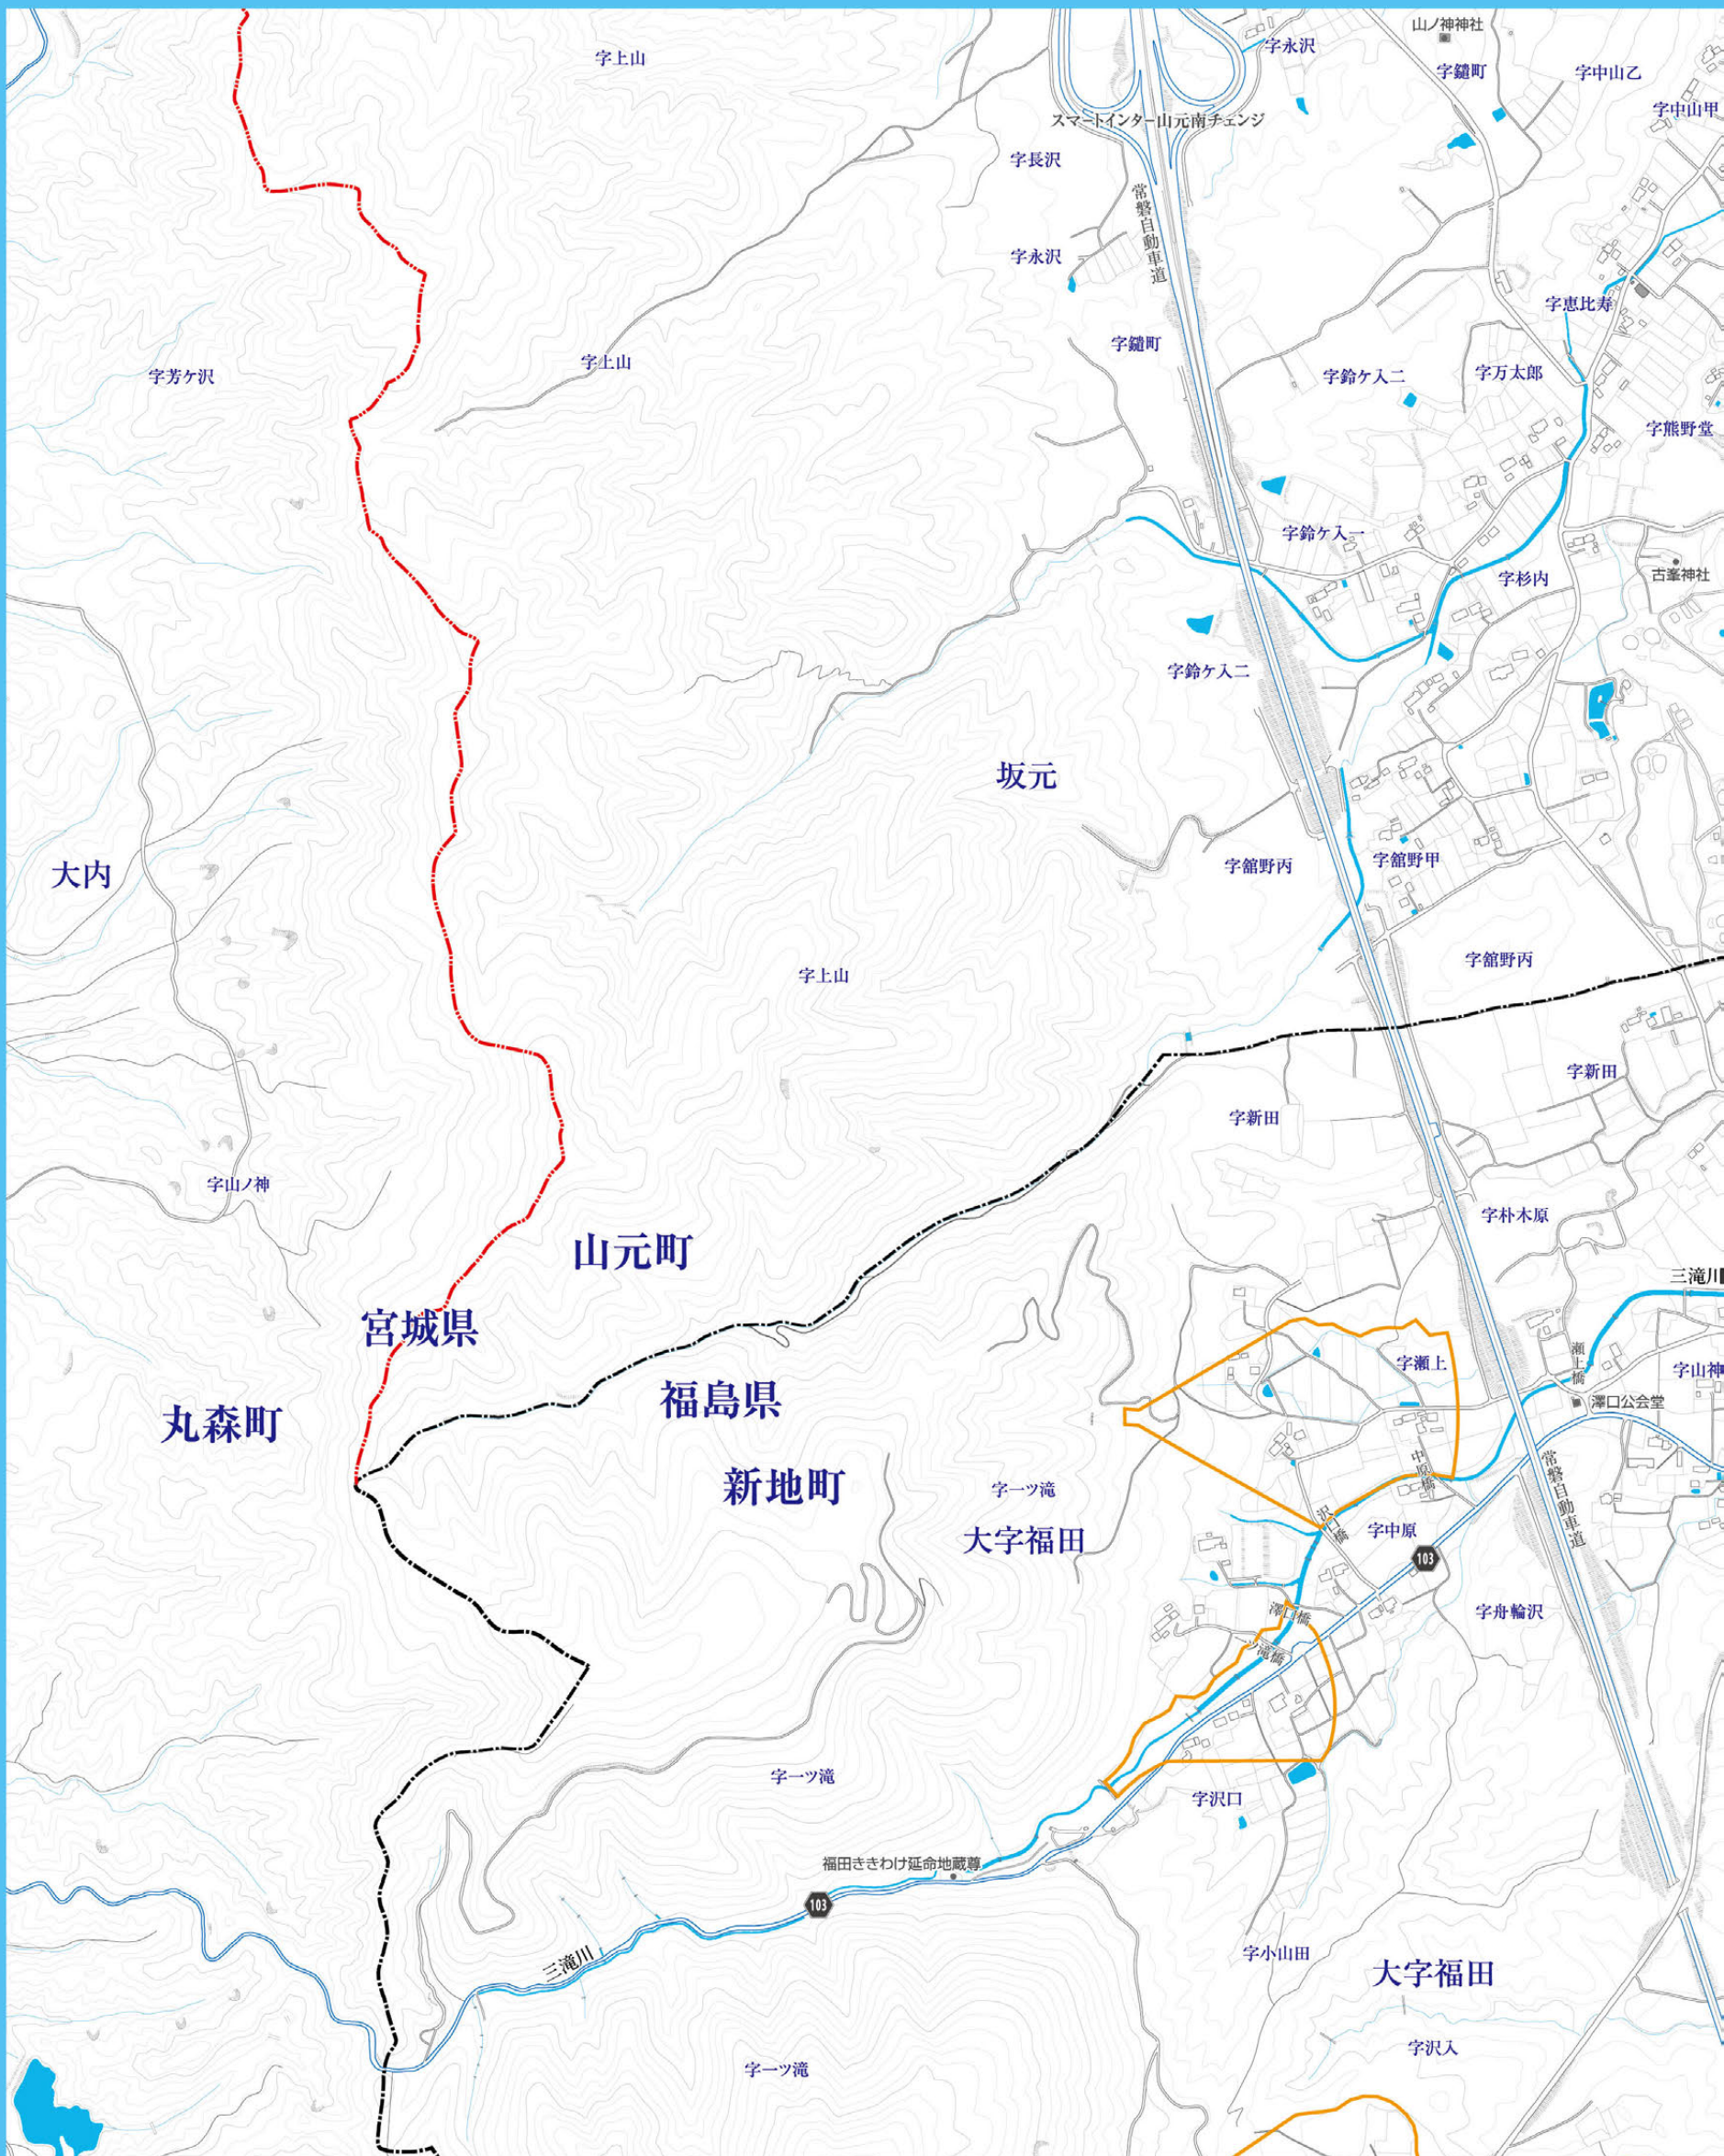 山ノ神神社
字永沢
字上山
字鑓町
字中山乙
字中山甲
スマートインター山元南チェンジ
字長沢
常磐自動車道
字永沢
字恵比寿
字鑓町
字上山
字芳ケ沢
字鈴ケ入二
字万太郎
字熊野堂
字鈴ケ入一
古峯神社
字杉内
字鈴ケ入二
坂元
字舘野甲
字舘野丙
大内
字舘野丙
字上山
字新田
字新田
字山ノ神
字朴木原
山元町
三滝川
宮城県
瀬上橋
字瀬上
字山神
福島県
澤口公会堂
丸森町
中原橋
新地町
字一ツ滝
常磐自動車道
沢口橋
字中原
大字福田
103
澤口橋
字舟輪沢
一ツ滝橋
字一ツ滝
字沢口
福田ききわけ延命地蔵尊
103
字小山田
三滝川
大字福田
字沢入
字一ツ滝